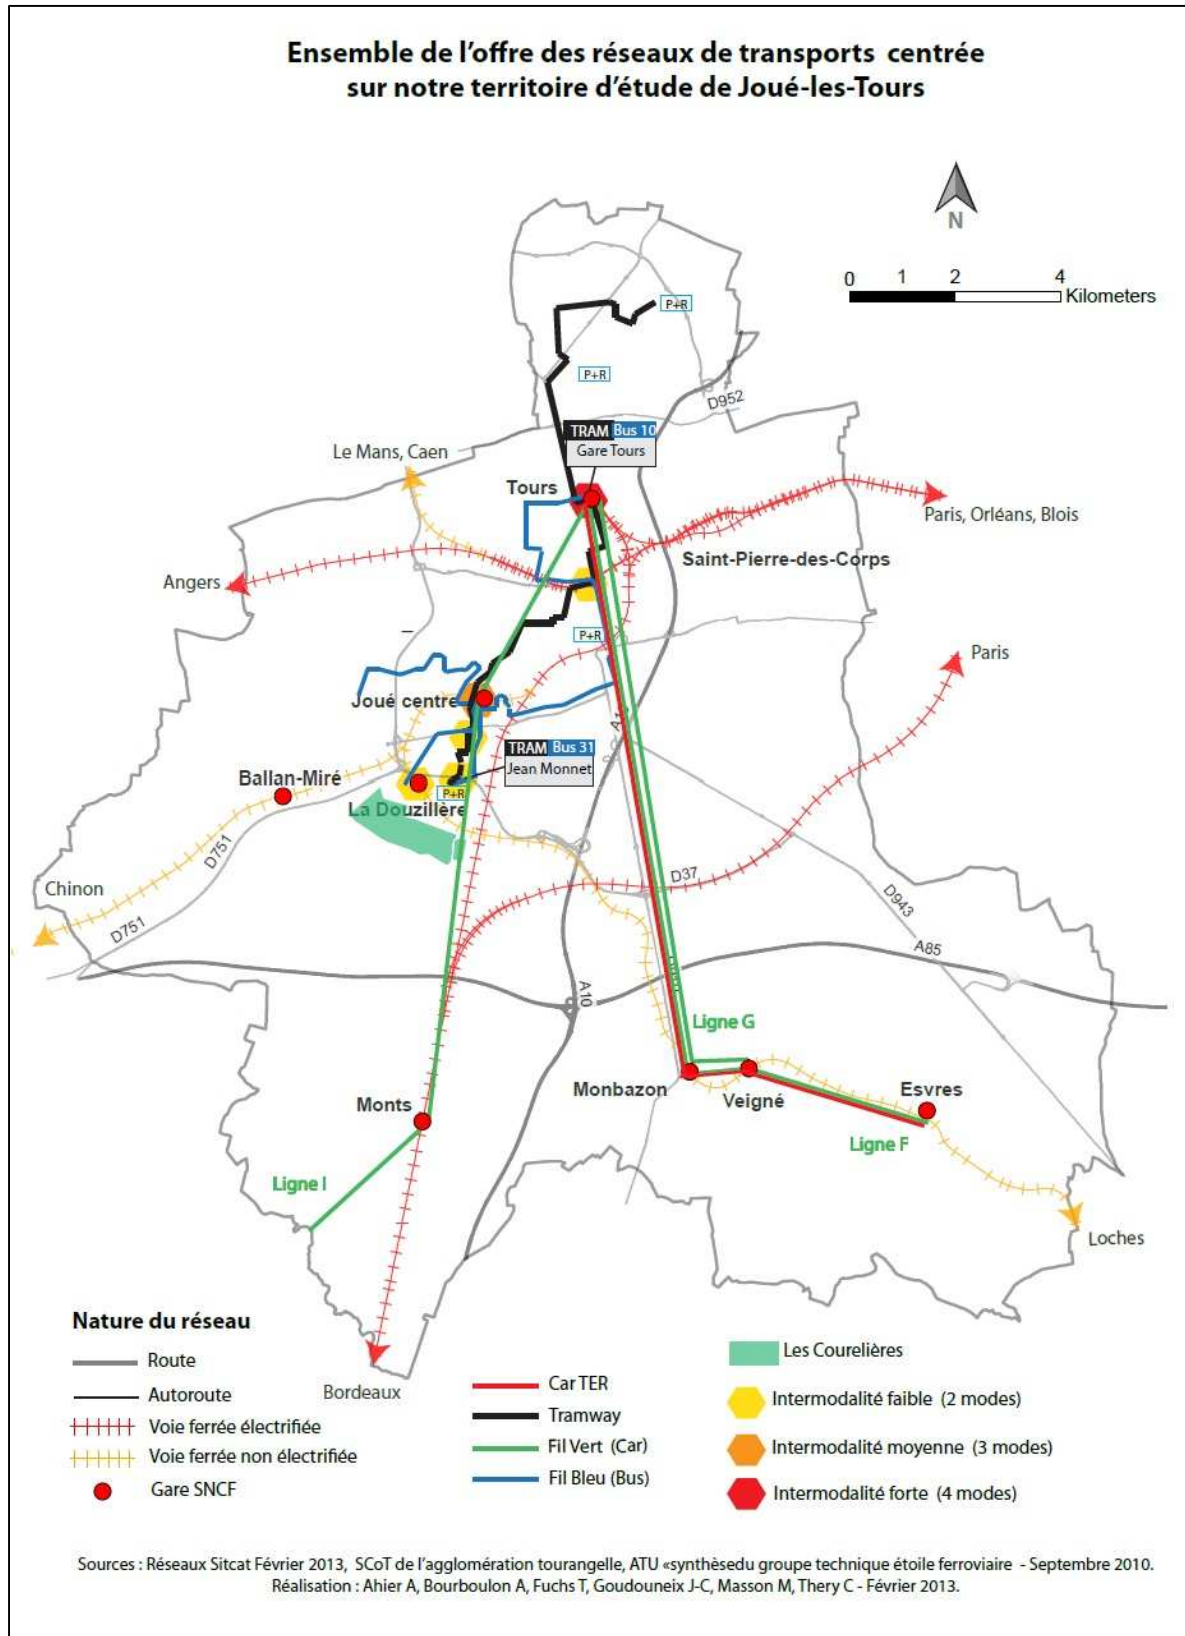 Ensemble de l'offre des réseaux de transports centrée
sur notre territoire d'étude de Joué-les-Tours
N
0 1 2 4
Kilometers
P+R
P+R
D952
TRAM Bus 10
Gare Tours
Le Mans, Caen
Tours
Paris, Orléans, Blois
Saint-Pierre-des-Corps
Angers
P+R
Paris
Joué centre
TRAM Bus 31
Jean Monnet
Ballan-Miré
P+R
La Douzillère
D751
D37
Chinon
D943
D751
A85
A10
Ligne G
Monbazon
Veigné
Esvres
Monts
Ligne F
Ligne I
Loches
Bordeaux
Nature du réseau
Route
Autoroute
Voie ferrée électrifiée
Voie ferrée non électrifiée
Gare SNCF
Car TER
Tramway
Fil Vert (Car)
Fil Bleu (Bus)
Les Courelières
Intermodalité faible (2 modes)
Intermodalité moyenne (3 modes)
Intermodalité forte (4 modes)
Sources : Réseaux Sitcat Février 2013, SCoT de l'agglomération tourangelle, ATU «synthèsedu groupe technique étoile ferroviaire - Septembre 2010.
Réalisation : Ahier A, Bourboulon A, Fuchs T, Goudouneix J-C, Masson M, Thery C - Février 2013.